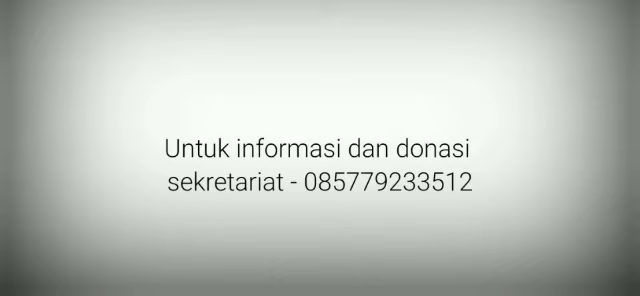 Untuk informasi dan donasi
sekretariat - 085779233512